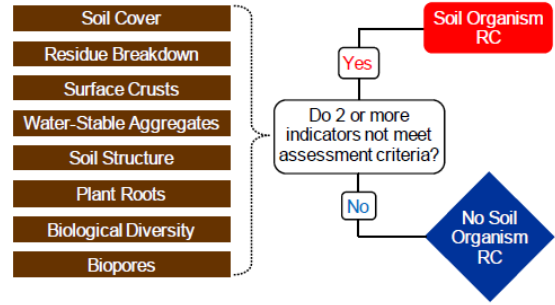 Soil Cover
Residue Breakdown
Surface Crusts
Water-Stable Aggregates
Soil Structure
Plant Roots
Biological Diversity
Biopores
Do 2 or more
indicators not meet
assessment criteria?
Yes
Soil Organism
RC
No
No Soil
Organism
RC